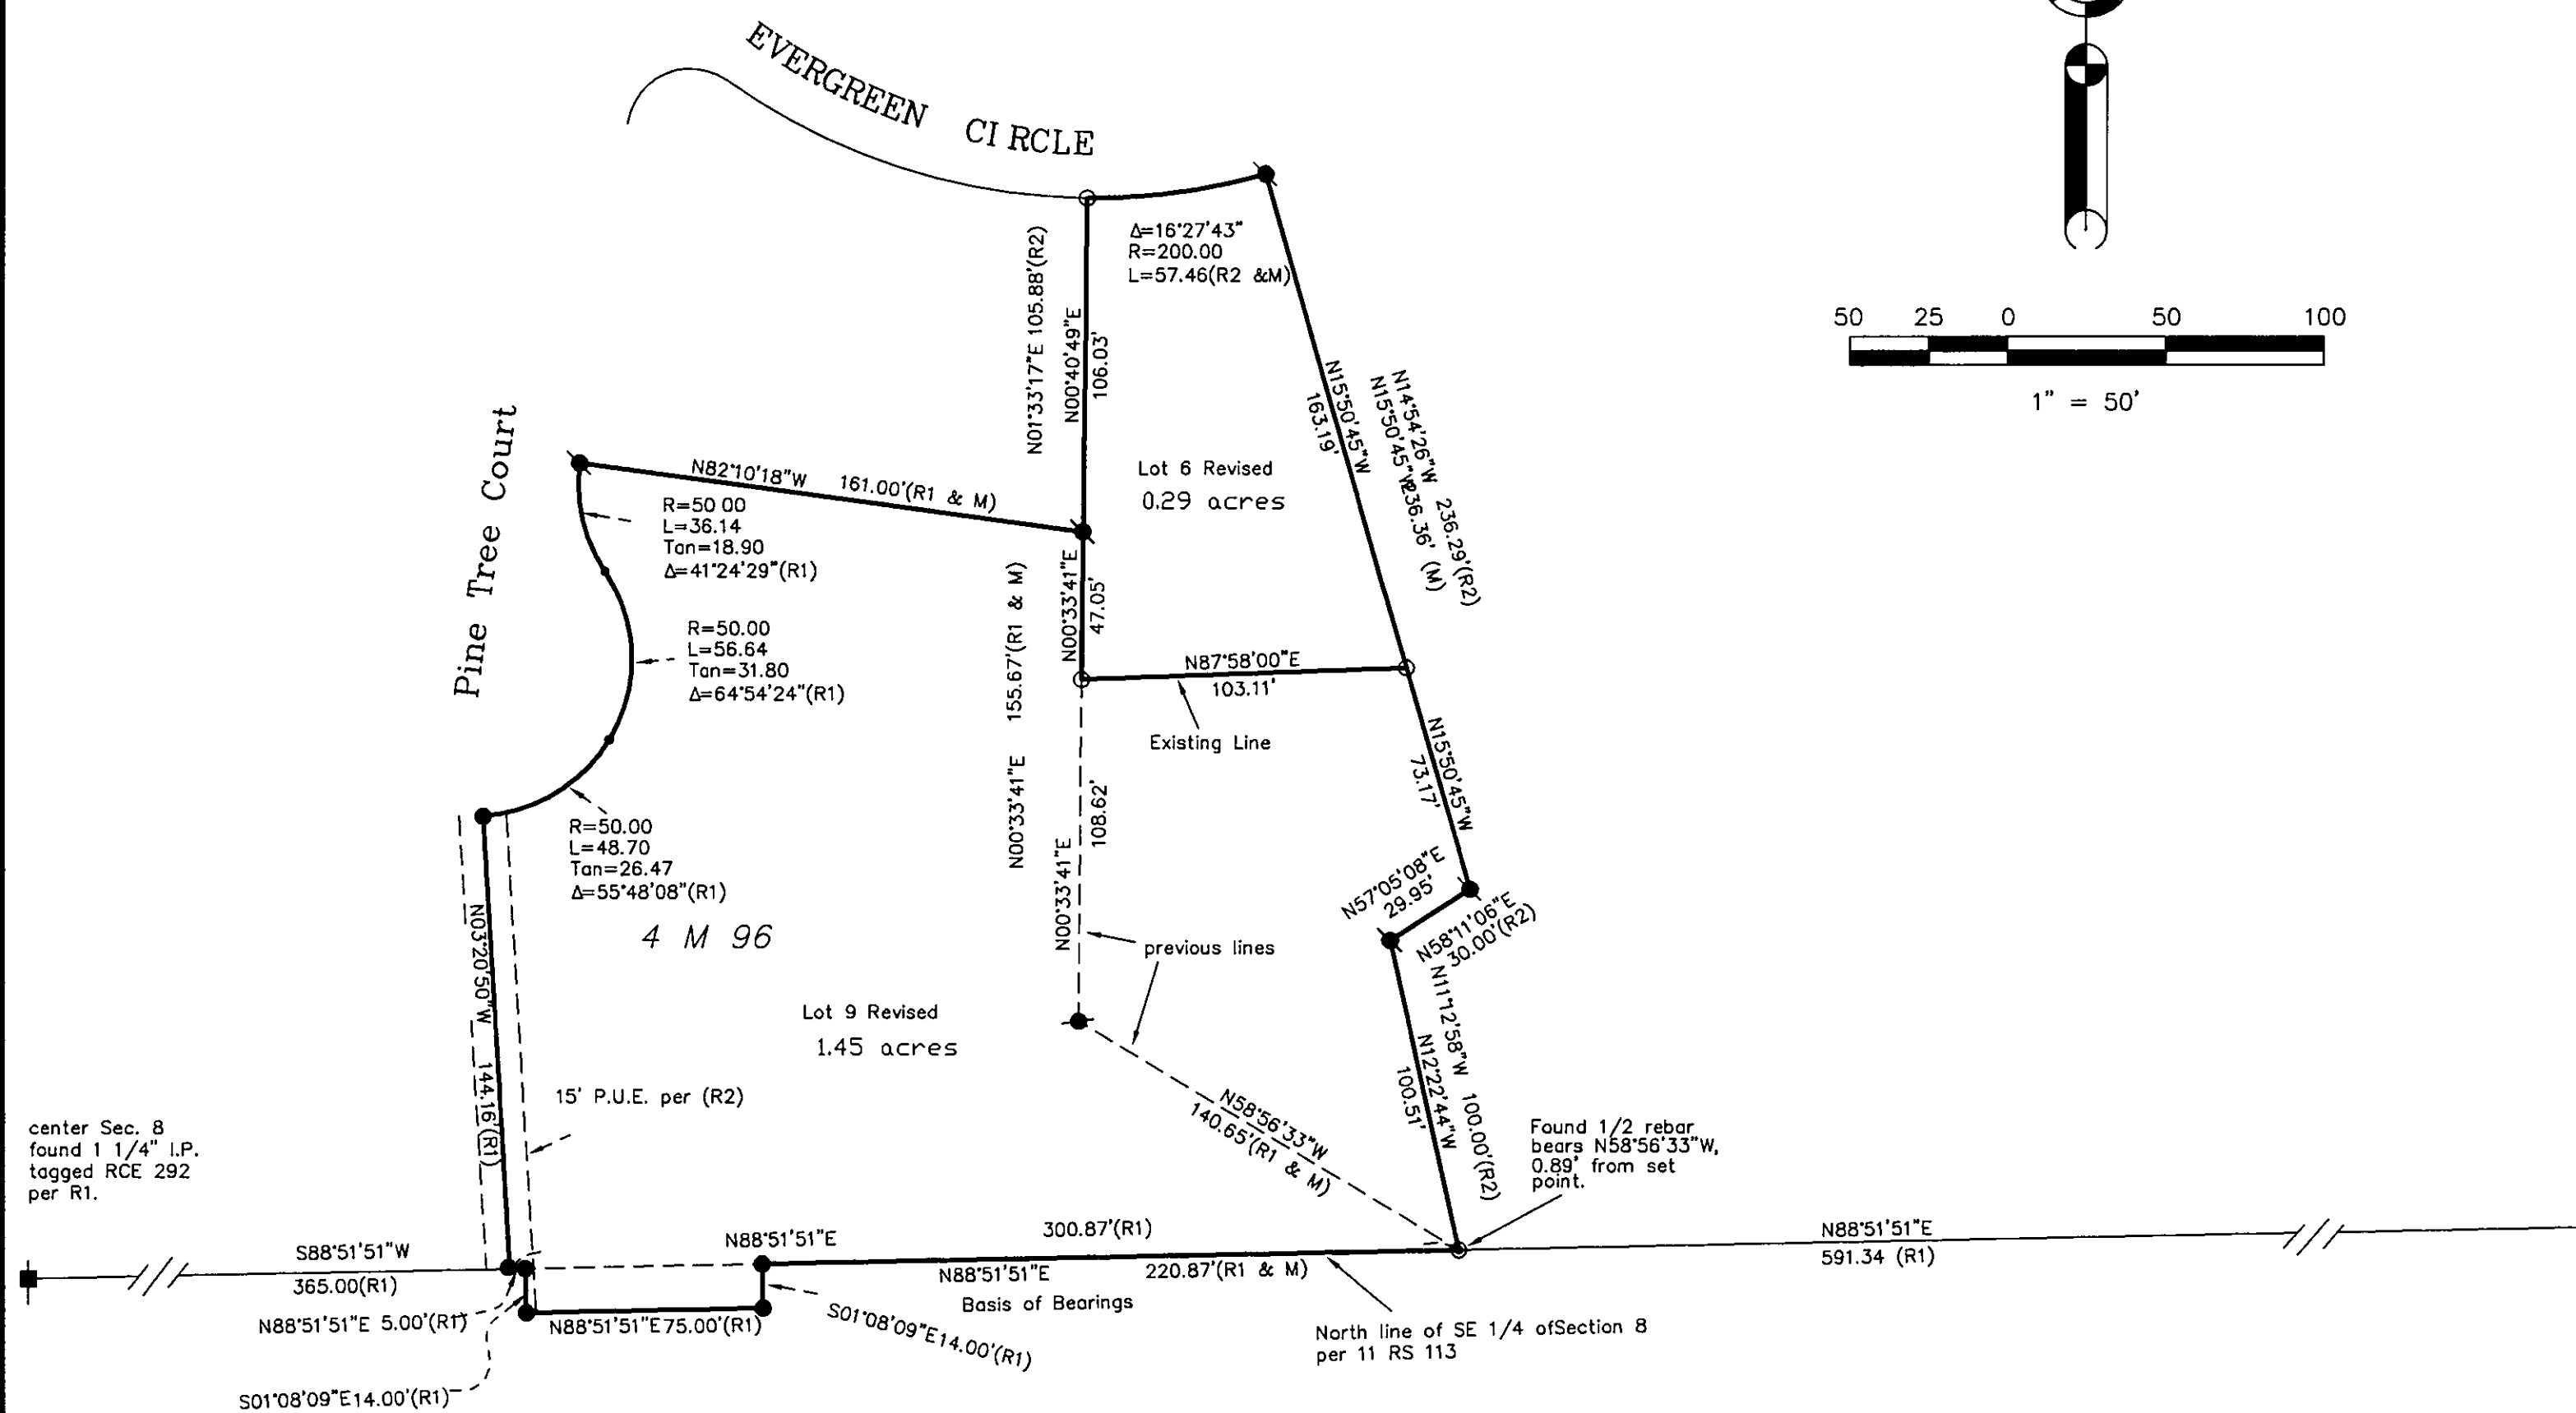 EVERGREEN CIRCLE
Δ=16°27'43"
R=200.00
L=57.46(R2 &M)
N01°33'17"E 105.88'(R2)
N00°40'49"E
106.03'
50 25 0 50 100
1" = 50'
N15°50'45"W
163.19'
N14°54'26"W 236.29'(R2)
N15°50'45"W 236.36' (M)
Pine Tree Court
N82°10'18"W 161.00'(R1 & M)
Lot 6 Revised
0.29 acres
R=50 00
L=36.14
Tan=18.90
Δ=41°24'29"(R1)
N00°33'41"E
47.05'
N00°33'41"E 155.67'(R1 & M)
R=50.00
L=56.64
Tan=31.80
Δ=64°54'24"(R1)
N87°58'00"E
103.11'
Existing Line
N15°50'45"W
73.17'
R=50.00
L=48.70
Tan=26.47
Δ=55°48'08"(R1)
N00°33'41"E
108.62'
N57°05'08"E
29.95'
N58°11'06"E
30.00'(R2)
4 M 96
previous lines
N03°20'50"W 144.16'(R1)
Lot 9 Revised
1.45 acres
N11°12'58"W 100.00'(R2)
N12°22'44"W
100.51'
15' P.U.E. per (R2)
N58°56'33"W
140.65'(R1 & M)
center Sec. 8
found 1 1/4" I.P.
tagged RCE 292
per R1.
Found 1/2 rebar
bears N58°56'33"W,
0.89' from set
point.
S88°51'51"W
365.00(R1)
N88°51'51"E 300.87'(R1)
N88°51'51"E 220.87'(R1 & M)
Basis of Bearings
N88°51'51"E
591.34 (R1)
N88°51'51"E 5.00'(R1)
N88°51'51"E75.00'(R1)
S01°08'09"E14.00'(R1)
North line of SE 1/4 ofSection 8
per 11 RS 113
S01°08'09"E14.00'(R1)